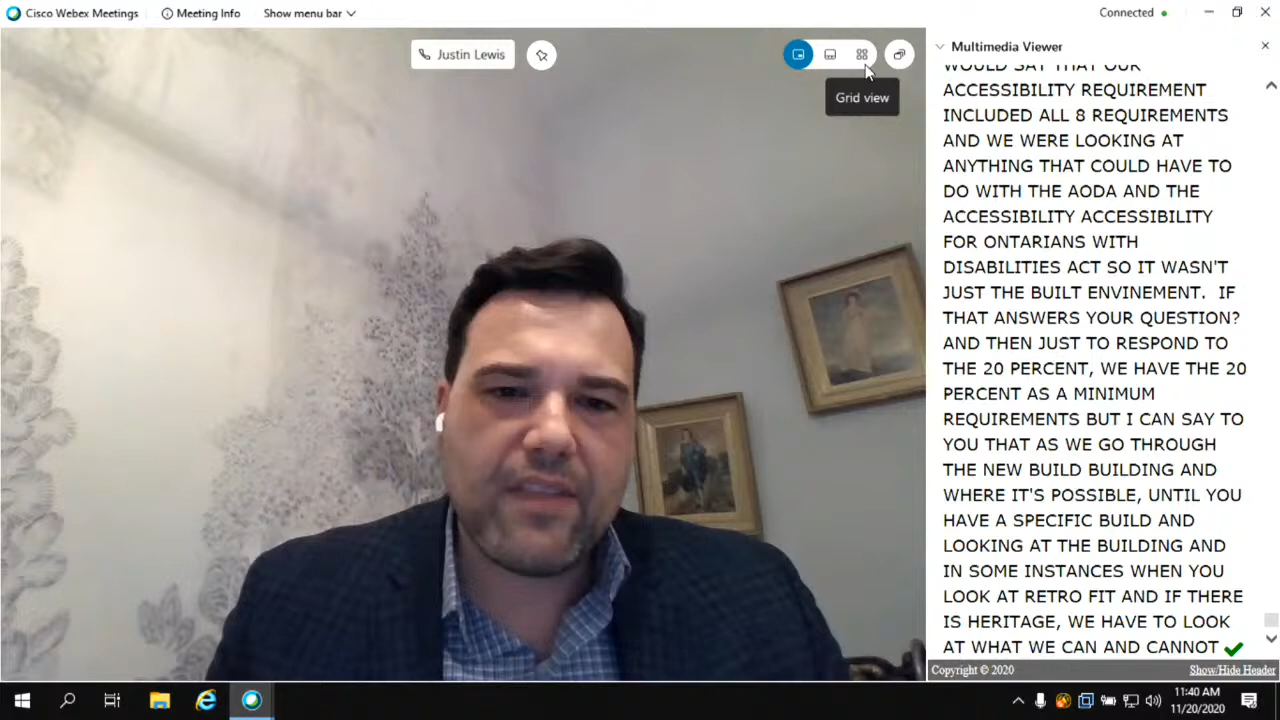 Cisco Webex Meetings
Meeting Info
Show menu bar
Connected
Justin Lewis
Grid view
Multimedia Viewer
WOULD SAY THAT OUR
ACCESSIBILITY REQUIREMENT
INCLUDED ALL 8 REQUIREMENTS
AND WE WERE LOOKING AT
ANYTHING THAT COULD HAVE TO
DO WITH THE AODA AND THE
ACCESSIBILITY ACCESSIBILITY
FOR ONTARIANS WITH
DISABILITIES ACT SO IT WASN'T
JUST THE BUILT ENVINEMENT.  IF
THAT ANSWERS YOUR QUESTION?
AND THEN JUST TO RESPOND TO
THE 20 PERCENT, WE HAVE THE 20
PERCENT AS A MINIMUM
REQUIREMENTS BUT I CAN SAY TO
YOU THAT AS WE GO THROUGH
THE NEW BUILD BUILDING AND
WHERE IT'S POSSIBLE, UNTIL YOU
HAVE A SPECIFIC BUILD AND
LOOKING AT THE BUILDING AND
IN SOME INSTANCES WHEN YOU
LOOK AT RETRO FIT AND IF THERE
IS HERITAGE, WE HAVE TO LOOK
AT WHAT WE CAN AND CANNOT
Copyright © 2020
Show/Hide Header
11:40 AM
11/20/2020